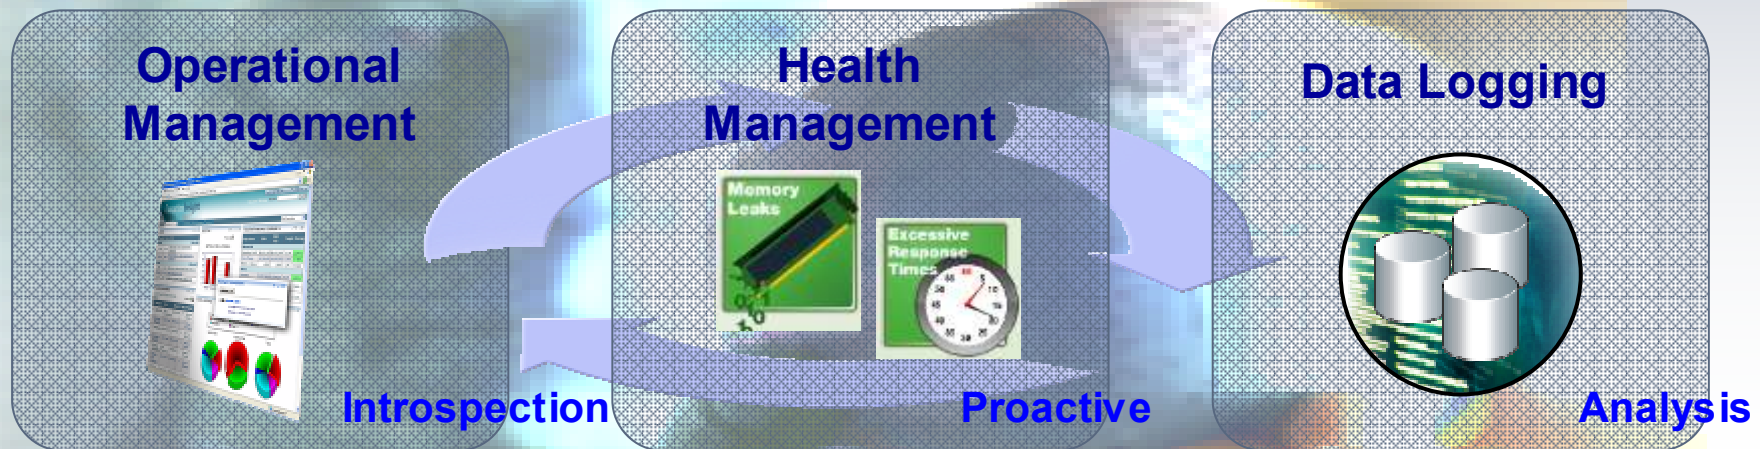 Operational
Management
Introspection
Health
Management
Memory
Leaks
Excessive
Response
Times
Proactive
Data Logging
Analysis